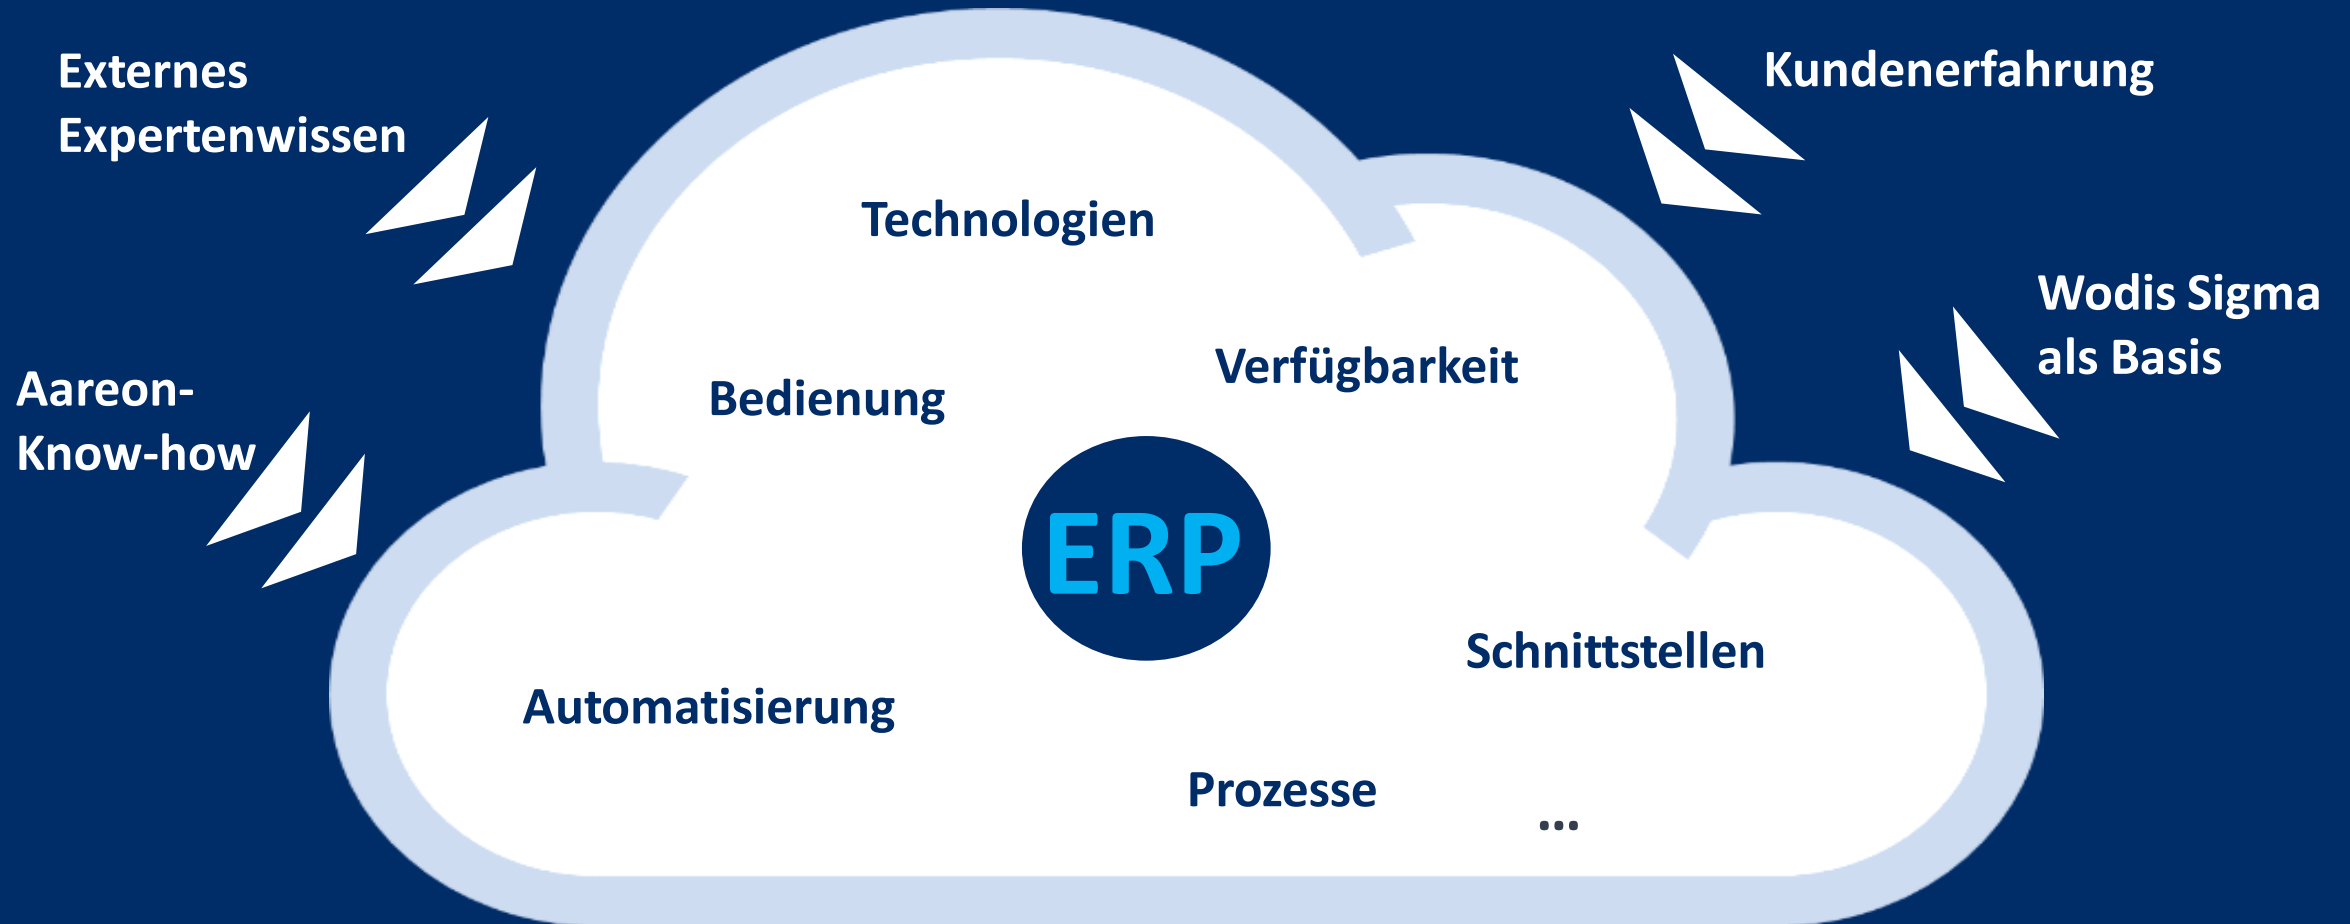 Externes
Expertenwissen
Kundenerfahrung
Technologien
Wodis Sigma
als Basis
Verfügbarkeit
Bedienung
Aareon-
Know-how
ERP
Schnittstellen
Automatisierung
Prozesse
...